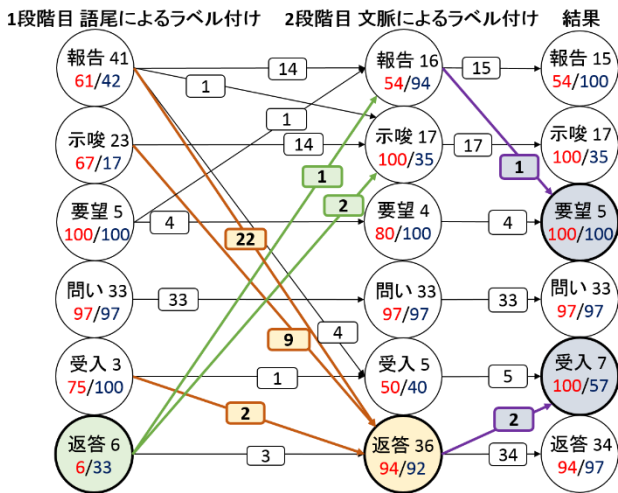 1段階目 語尾によるラベル付け 2段階目 文脈によるラベル付け 結果
報告 41
61/42
14
報告 16
54/94
15
報告 15
54/100
1
1
示唆 23
67/17
14
示唆 17
100/35
17
示唆 17
100/35
1
1
要望 5
100/100
4
2
22
要望 4
80/100
4
要望 5
100/100
問い 33
97/97
33
問い 33
97/97
33
問い 33
97/97
9
4
受入 3
75/100
1
受入 5
50/40
5
受入 7
100/57
2
2
返答 6
6/33
3
返答 36
94/92
34
返答 34
94/97